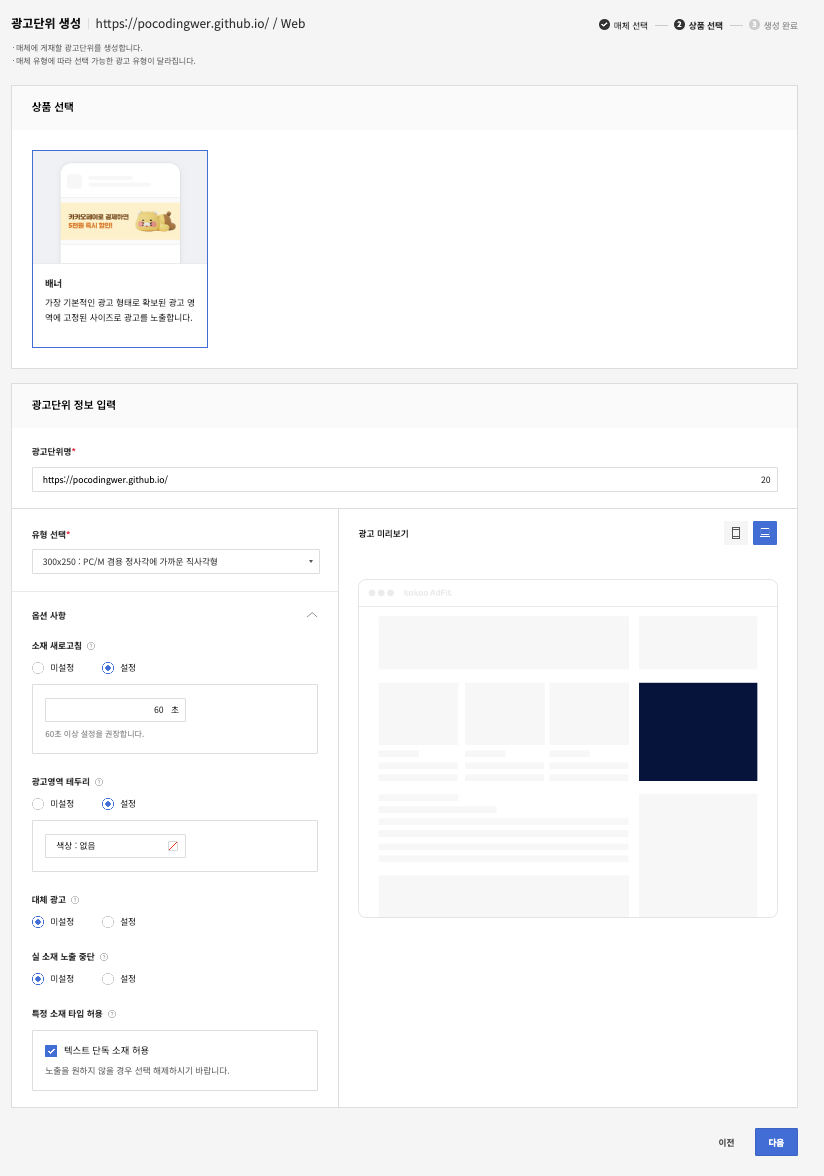 광고단위 생성 https://pocodingwer.github.io/ / Web
매체 선택 2 상품 선택 3 생성 완료
· 매체에 게재할 광고단위를 생성합니다.
· 매체 유형에 따라 선택 가능한 광고 유형이 달라집니다.
상품 선택
카카오페이로 결제하면
5천원 즉시 할인!
배너
가장 기본적인 광고 형태로 확보된 광고 영
역에 고정된 사이즈로 광고를 노출합니다.
광고단위 정보 입력
광고단위명*
https://pocodingwer.github.io/ 20
유형 선택*
300x250 : PC/M 겸용 정사각에 가까운 직사각형
옵션 사항
소재 새로고침 ?
미설정 설정
60 초
60초 이상 설정을 권장합니다.
광고영역 테두리 ?
미설정 설정
색상 : 없음
대체 광고 ?
미설정 설정
실 소재 노출 중단 ?
미설정 설정
특정 소재 타입 허용 ?
텍스트 단독 소재 허용
노출을 원하지 않을 경우 선택 해제하시기 바랍니다.
광고 미리보기
kakao AdFit
이전 다음